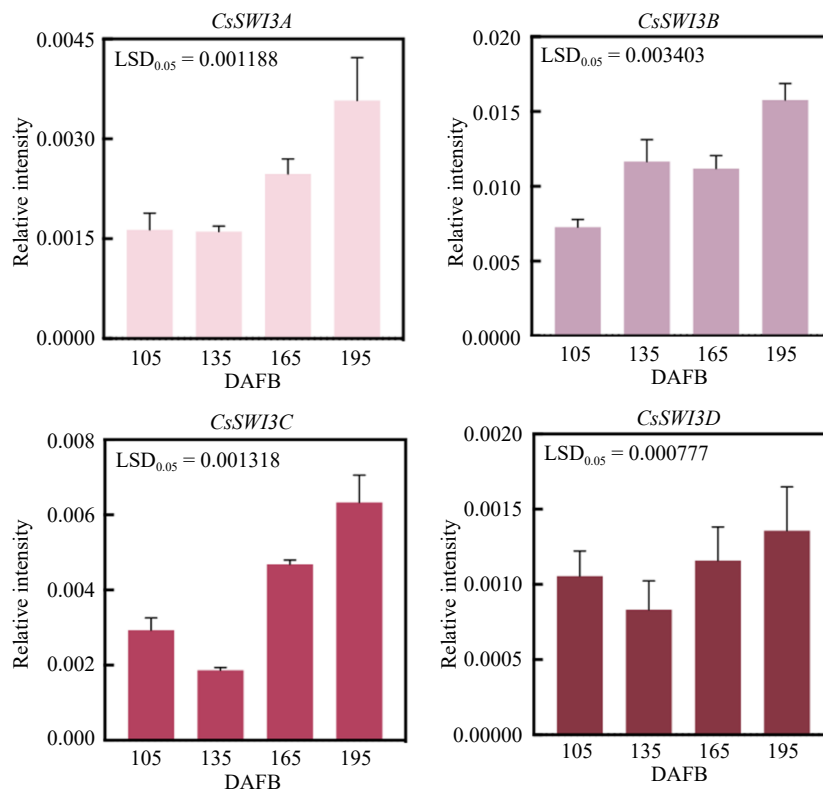 CsSWI3A
LSD0.05 = 0.001188
Relative intensity
0.0045
0.0030
0.0015
0.0000
105 135 165 195
DAFB
CsSWI3B
LSD0.05 = 0.003403
Relative intensity
0.020
0.015
0.010
0.005
0.0000
105 135 165 195
DAFB
CsSWI3C
LSD0.05 = 0.001318
Relative intensity
0.008
0.006
0.004
0.002
0.000
105 135 165 195
DAFB
CsSWI3D
LSD0.05 = 0.000777
Relative intensity
0.0020
0.0015
0.0010
0.0005
0.00000
105 135 165 195
DAFB